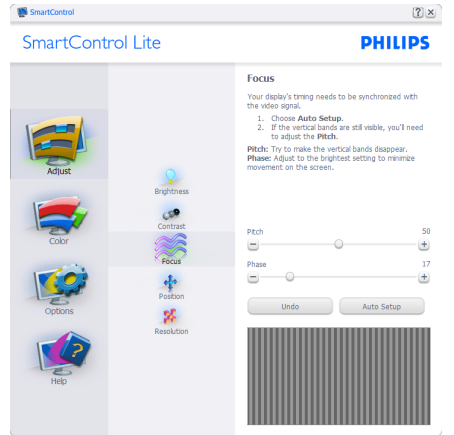 SmartControl
SmartControl Lite
PHILIPS
Adjust
Color
Options
Help
Brightness
Contrast
Focus
Position
Resolution
Focus
Your display's timing needs to be synchronized with
the video signal.
1. Choose Auto Setup.
2. If the vertical bands are still visible, you'll need
to adjust the Pitch.
Pitch: Try to make the vertical bands disappear.
Phase: Adjust to the brightest setting to minimize
movement on the screen.
Pitch 50
Phase 17
Undo Auto Setup